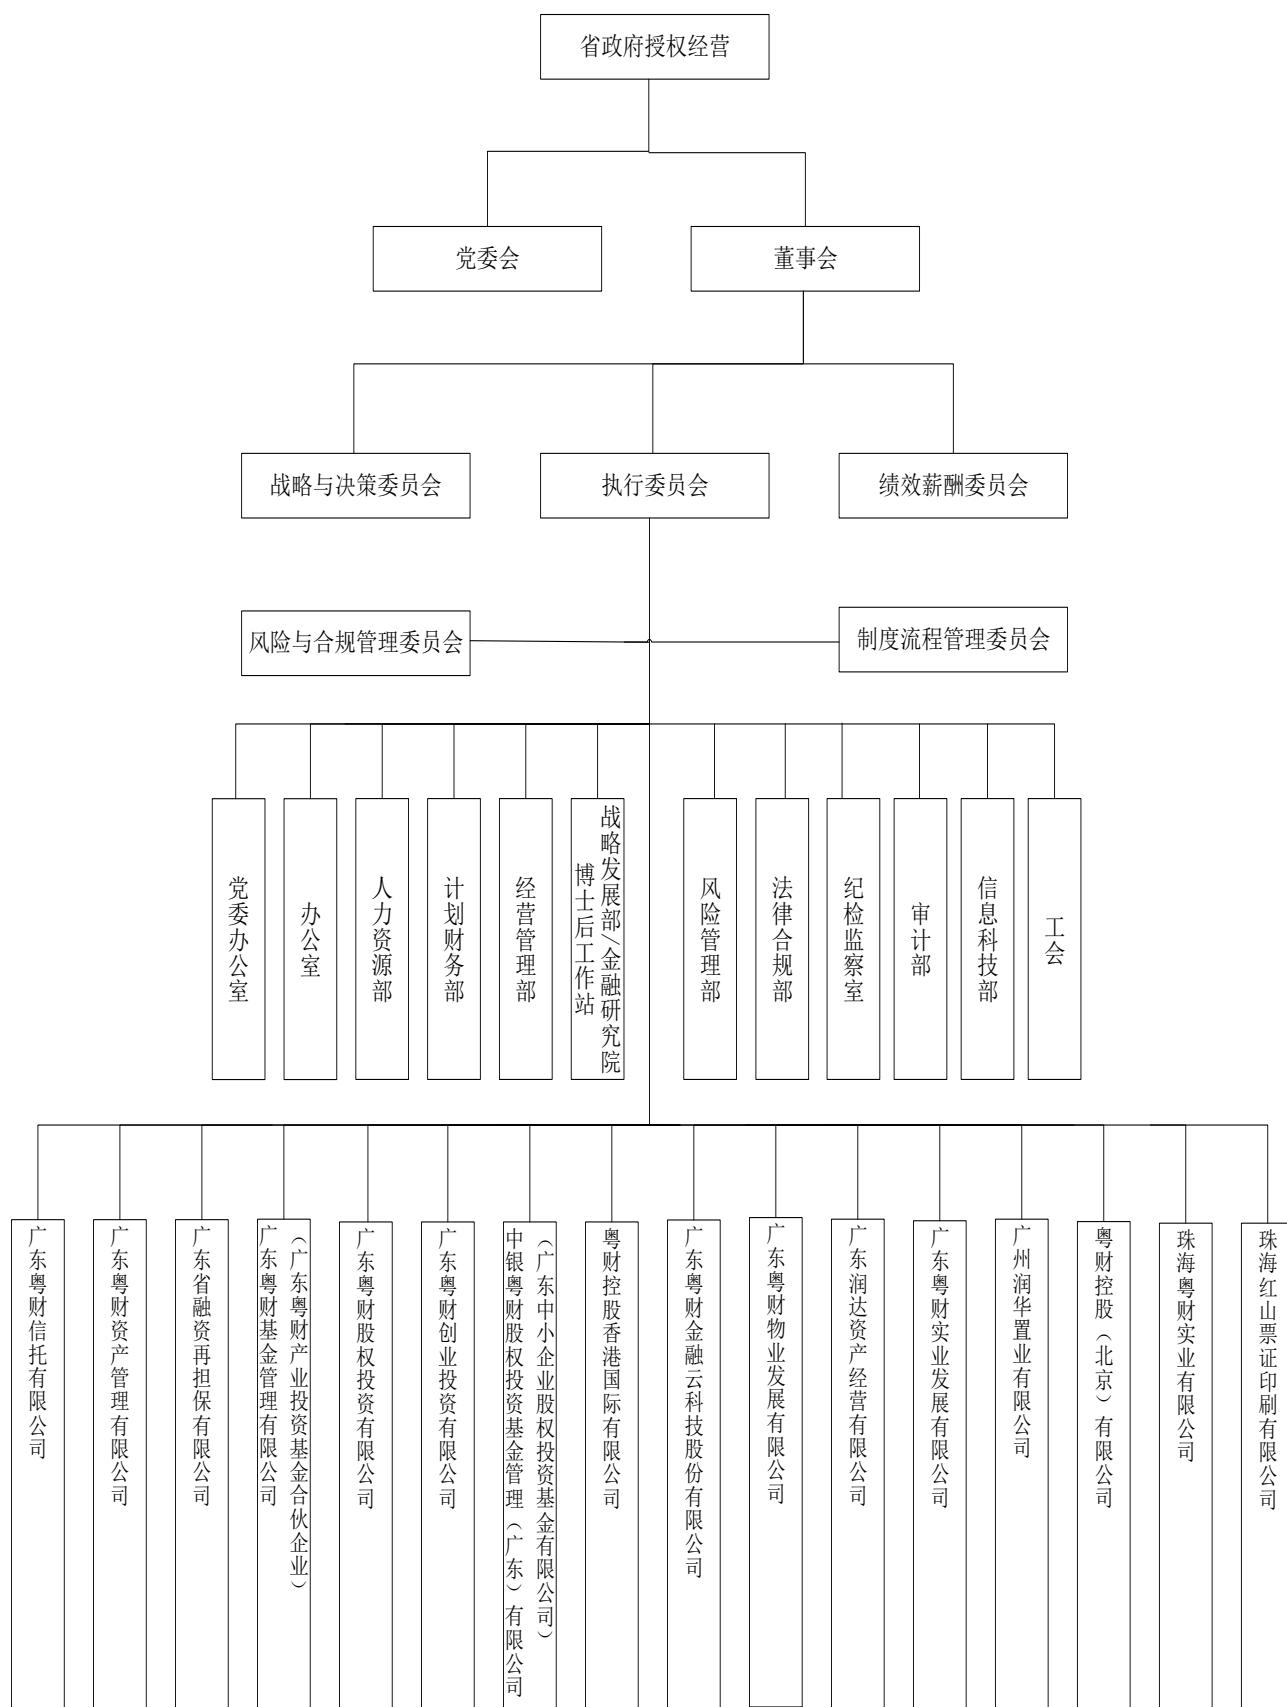 省政府授权经营
党委会
董事会
战略与决策委员会
执行委员会
绩效薪酬委员会
风险与合规管理委员会
制度流程管理委员会
党委办公室
办公室
人力资源部
计划财务部
经营管理部
战略发展部/金融研究院
博士后工作站
风险管理部
法律合规部
纪检监察室
审计部
信息科技部
工会
广东粤财信托有限公司
广东粤财资产管理有限公司
广东省融资再担保有限公司
(广东粤财产业投资基金合伙企业)
广东粤财基金管理有限公司
广东粤财股权投资有限公司
广东粤财创业投资有限公司
(广东中小企业股权投资基金有限公司)
中银粤财股权投资基金管理(广东)有限公司
粤财控股香港国际有限公司
广东粤财金融云科技股份有限公司
广东粤财物业发展有限公司
广东润达资产经营有限公司
广东粤财实业发展有限公司
广州润华置业有限公司
粤财控股(北京)有限公司
珠海粤财实业有限公司
珠海红山票证印刷有限公司